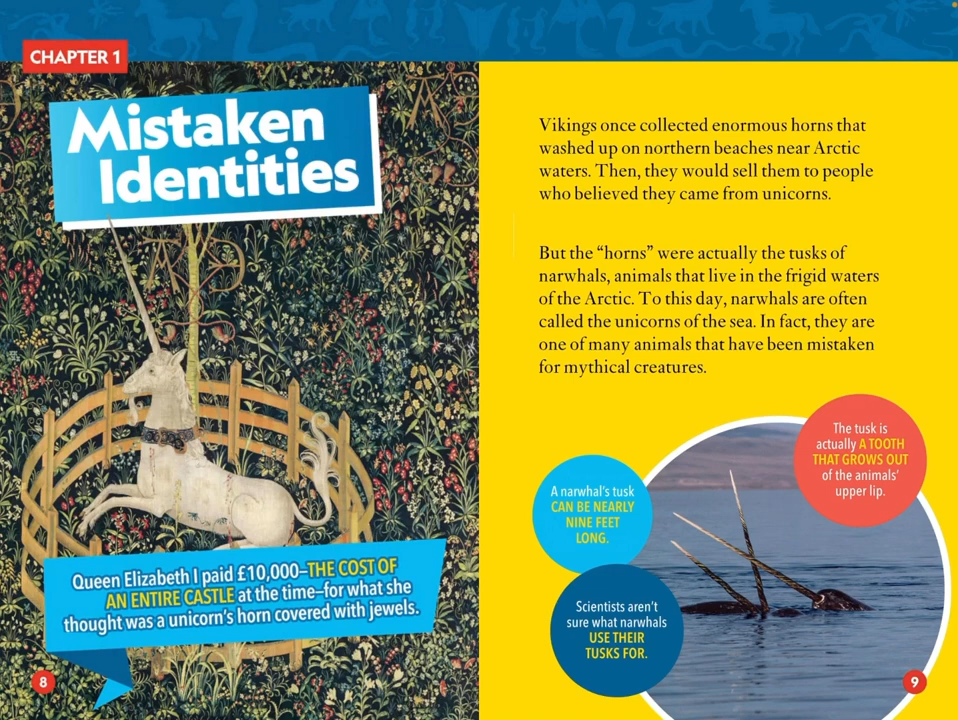 CHAPTER 1
Mistaken
Identities
Queen Elizabeth I paid £10,000–THE COST OF
AN ENTIRE CASTLE at the time–for what she
thought was a unicorn's horn covered with jewels.
8
Vikings once collected enormous horns that
washed up on northern beaches near Arctic
waters. Then, they would sell them to people
who believed they came from unicorns.
But the “horns” were actually the tusks of
narwhals, animals that live in the frigid waters
of the Arctic. To this day, narwhals are often
called the unicorns of the sea. In fact, they are
one of many animals that have been mistaken
for mythical creatures.
The tusk is
actually A TOOTH
THAT GROWS OUT
of the animals’
upper lip.
A narwhal’s tusk
CAN BE NEARLY
NINE FEET
LONG.
Scientists aren’t
sure what narwhals
USE THEIR
TUSKS FOR.
9